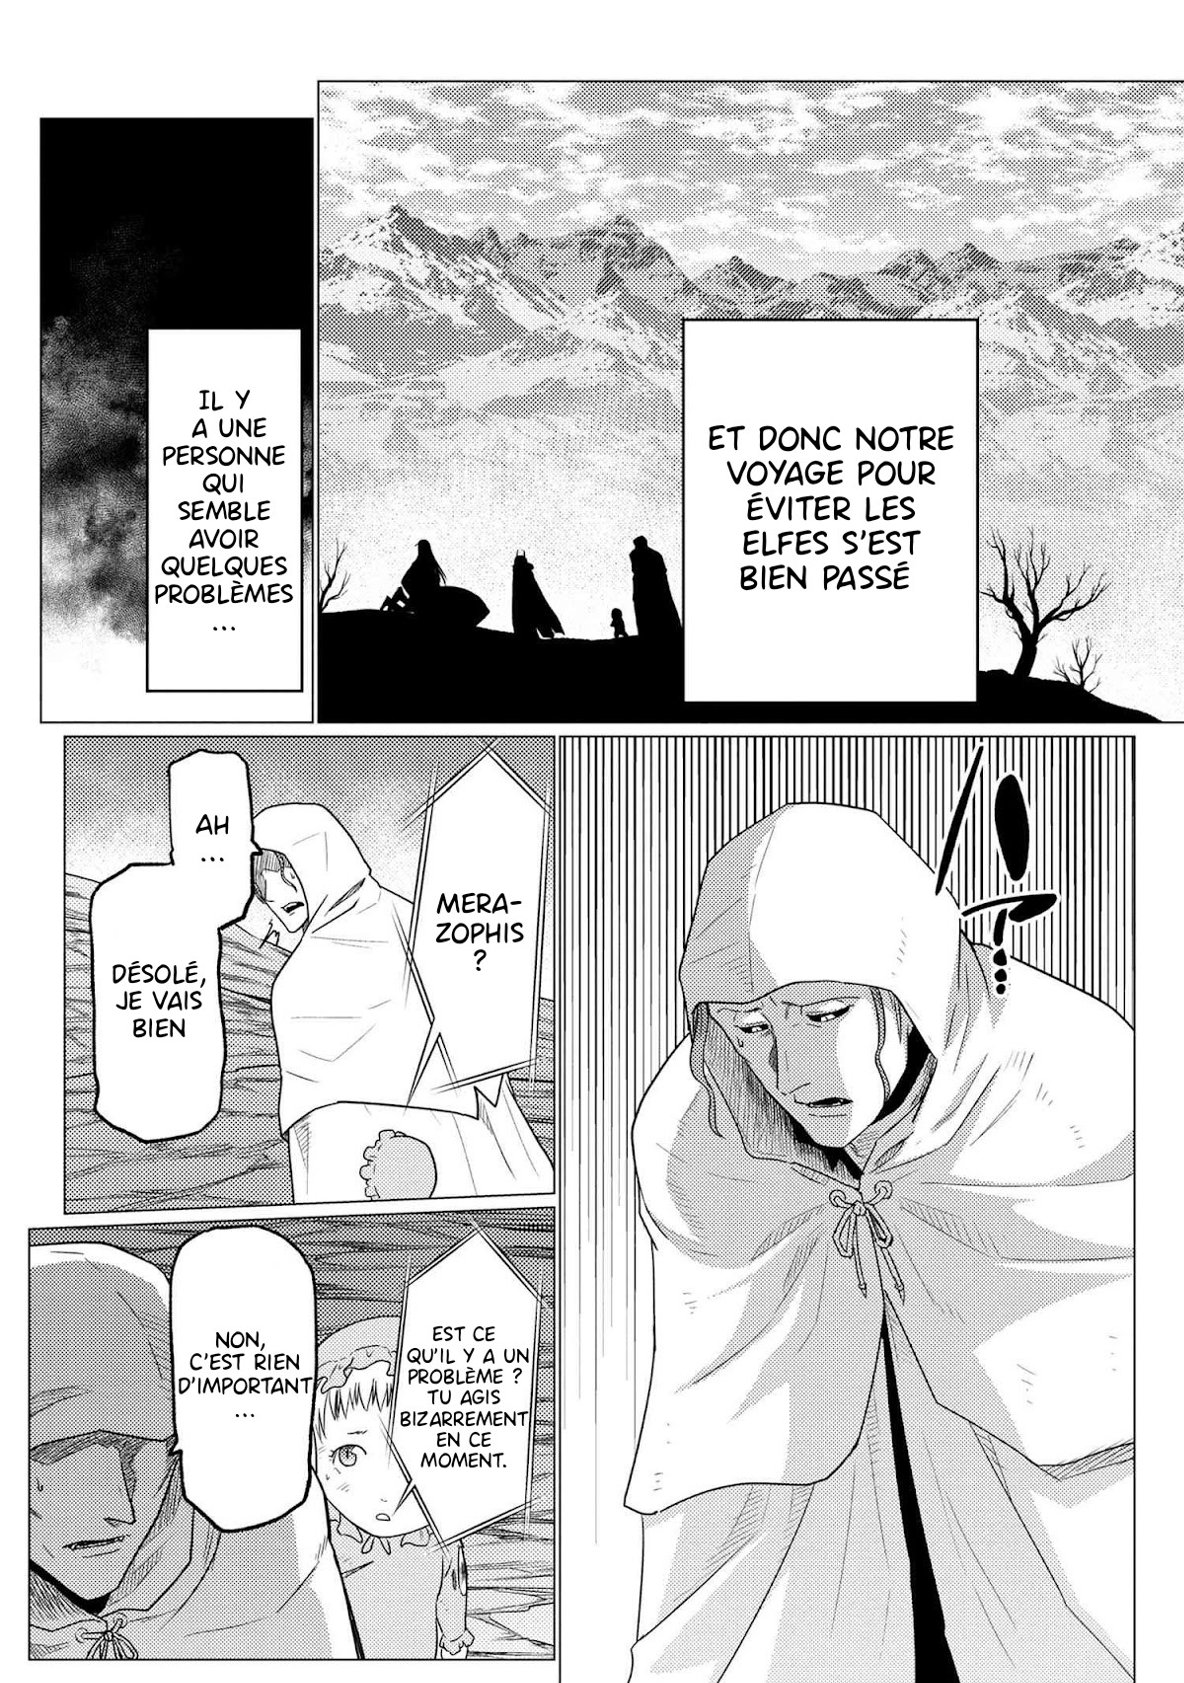 ET DONC NOTRE
VOYAGE POUR
ÉVITER LES
ELFES S'EST
BIEN PASSÉ
IL Y
A UNE
PERSONNE
QUI
SEMBLE
AVOIR
QUELQUES
PROBLÈMES
...
MERA-
ZOPHIS
?
AH
...
DÉSOLÉ,
JE VAIS
BIEN
EST CE
QU'IL Y A UN
PROBLÈME ?
TU AGIS
BIZARREMENT
EN CE
MOMENT.
NON,
C'EST RIEN
D'IMPORTANT
...